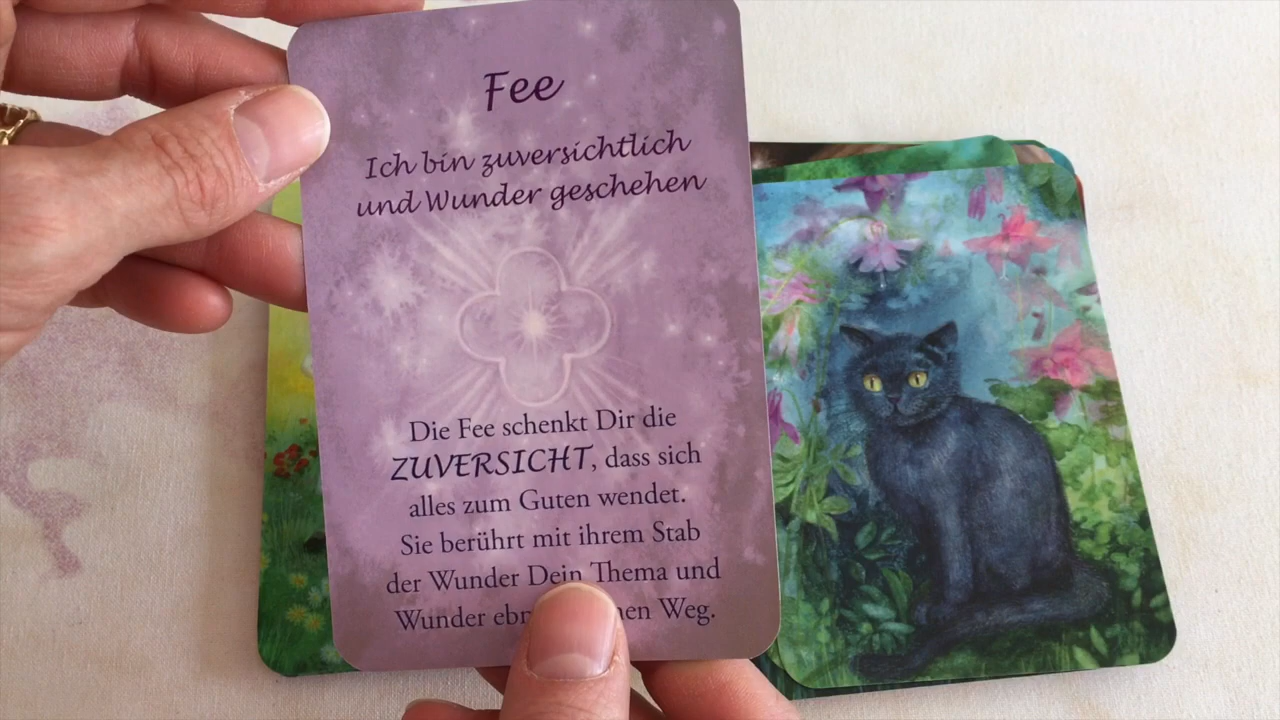 Fee
Ich bin zuversichtlich
und Wunder geschehen
Die Fee schenkt Dir die
ZUVERSICHT, dass sich
alles zum Guten wendet.
Sie berührt mit ihrem Stab
der Wunder Dein Thema und
Wunder Weg.